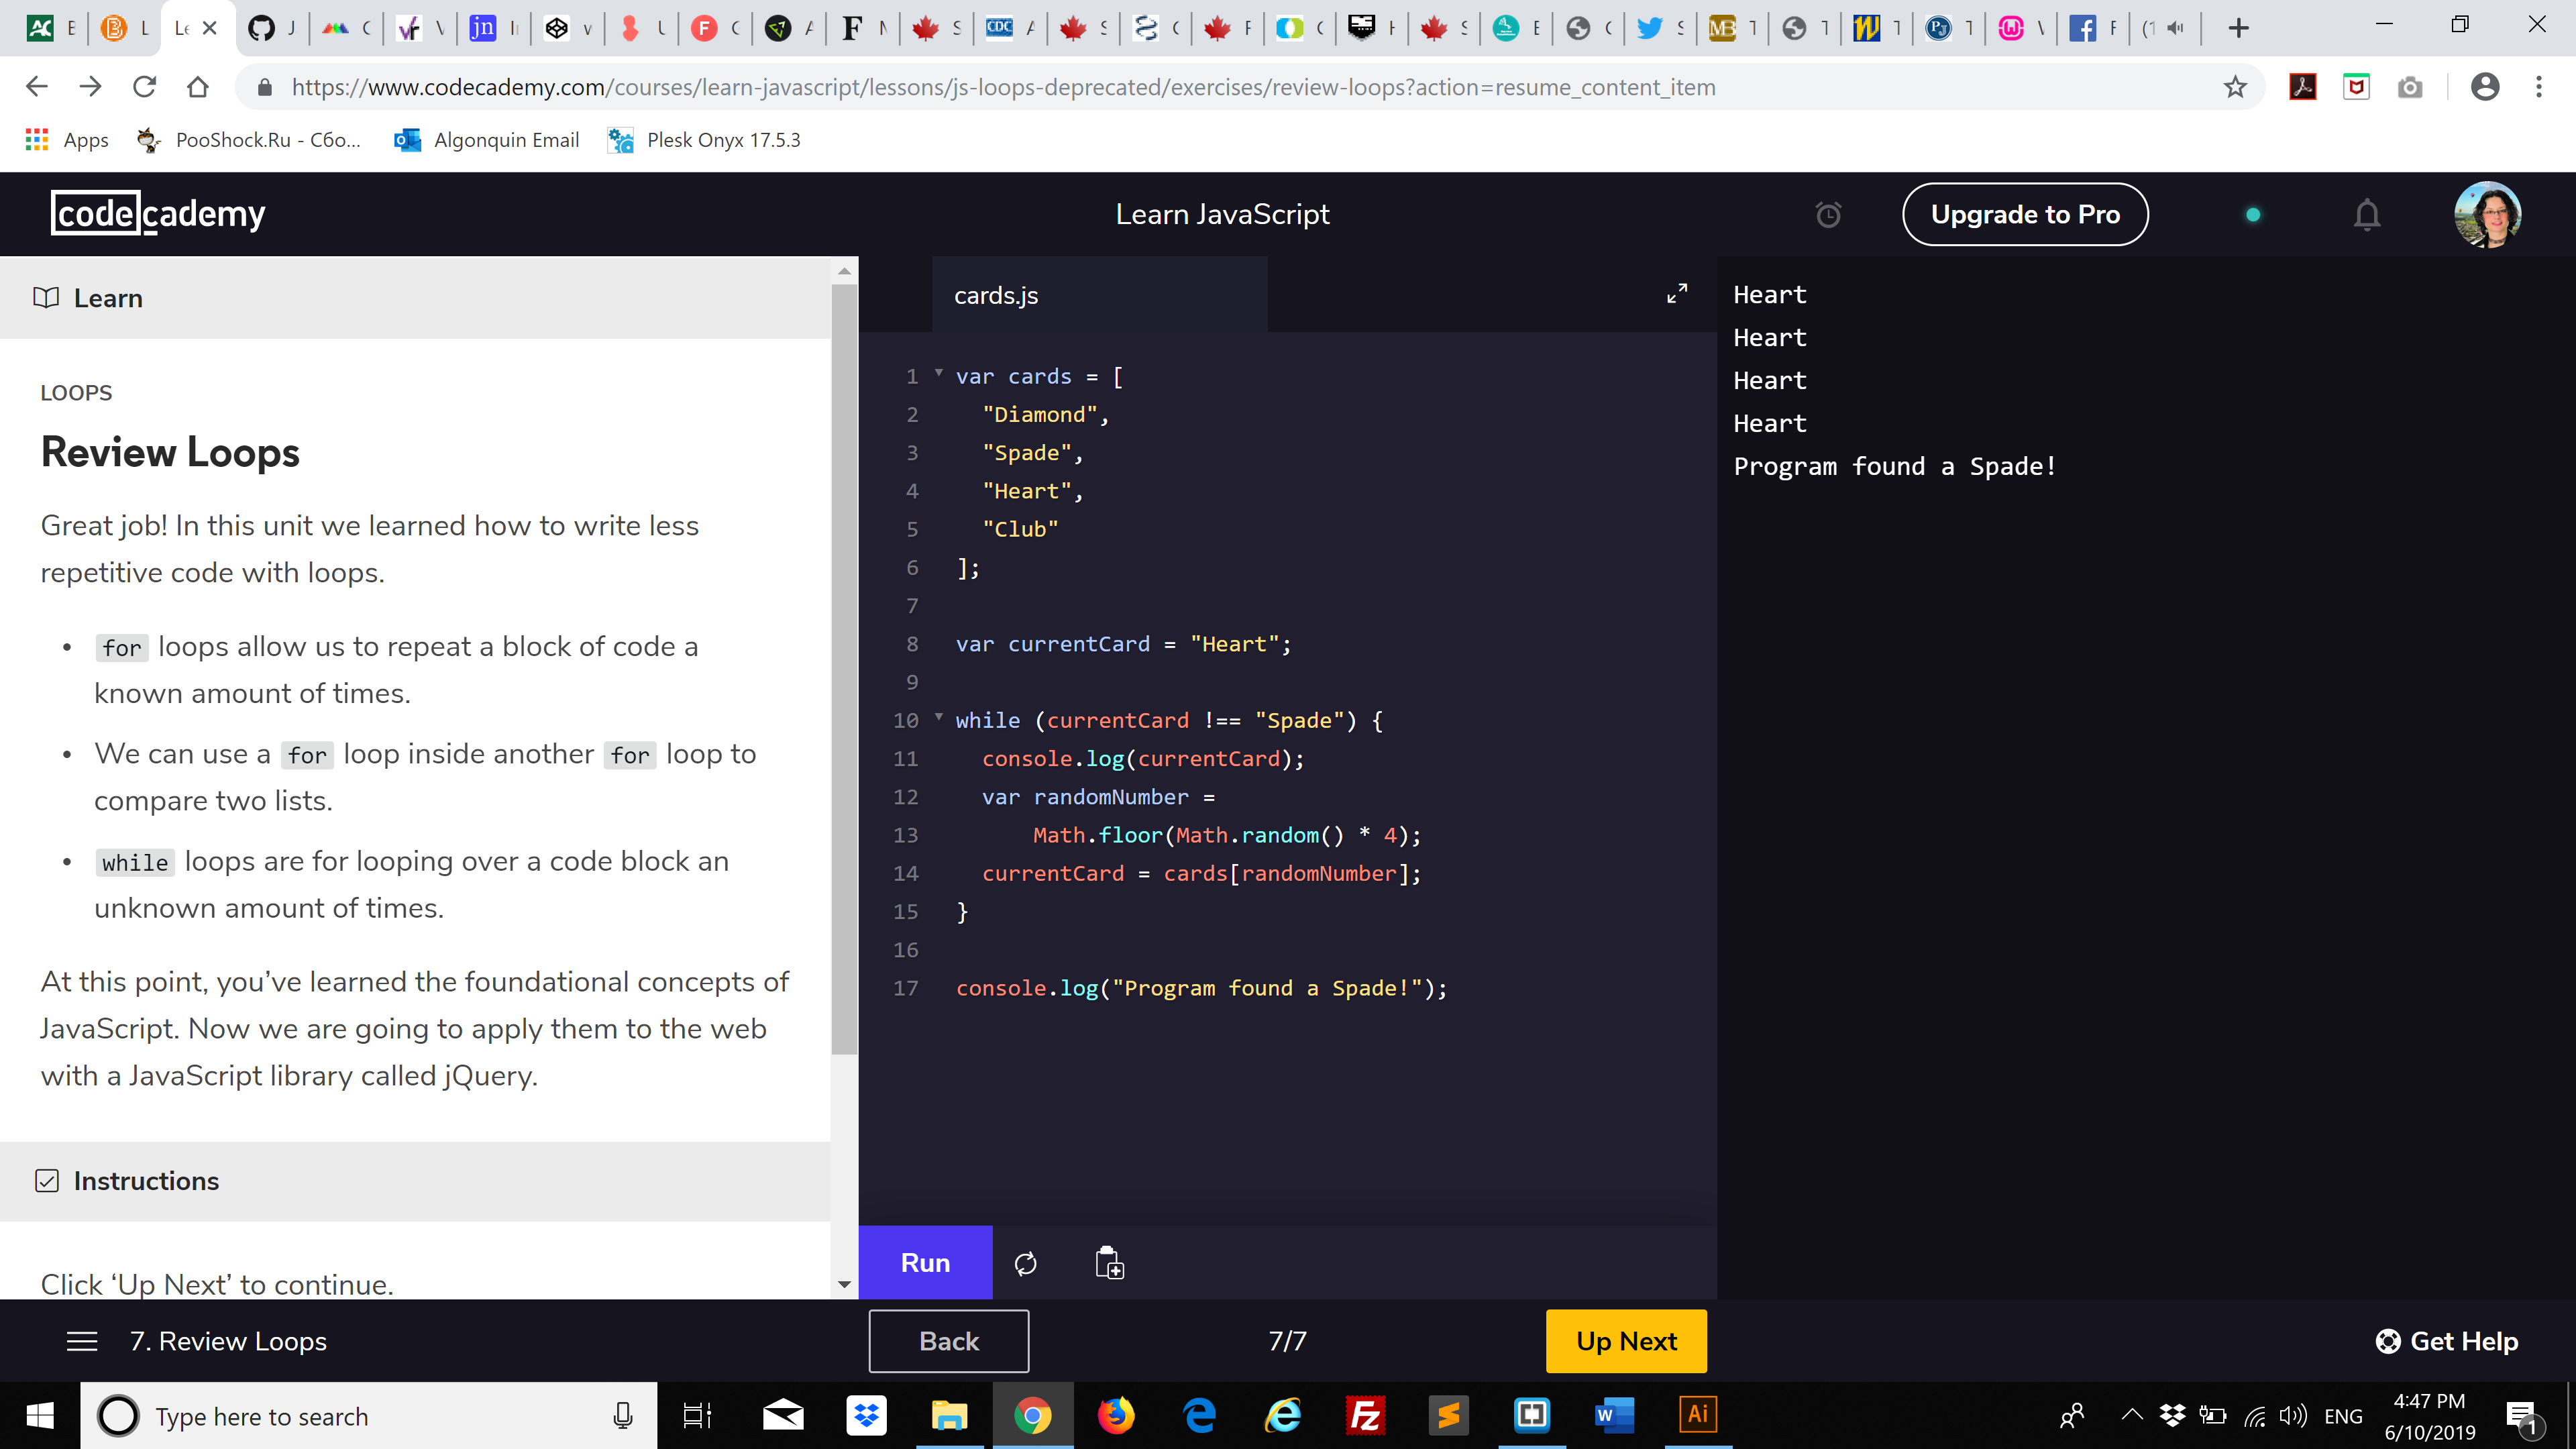 https://www.codecademy.com/courses/learn-javascript/lessons/js-loops-deprecated/exercises/review-loops?action=resume_content_item
Apps
PooShock.Ru - Сбо...
Algonquin Email
Plesk Onyx 17.5.3
codecademy
Learn JavaScript
Upgrade to Pro
Learn
LOOPS
Review Loops
Great job! In this unit we learned how to write less
repetitive code with loops.
• for loops allow us to repeat a block of code a
known amount of times.
• We can use a for loop inside another for loop to
compare two lists.
• while loops are for looping over a code block an
unknown amount of times.
At this point, you’ve learned the foundational concepts of
JavaScript. Now we are going to apply them to the web
with a JavaScript library called jQuery.
Instructions
Click ‘Up Next’ to continue.
cards.js
1 var cards = [
2 "Diamond",
3 "Spade",
4 "Heart",
5 "Club"
6 ];
7
8 var currentCard = "Heart";
9
10 while (currentCard !== "Spade") {
11 console.log(currentCard);
12 var randomNumber =
13 Math.floor(Math.random() * 4);
14 currentCard = cards[randomNumber];
15 }
16
17 console.log("Program found a Spade!");
Run
Heart
Heart
Heart
Heart
Program found a Spade!
7. Review Loops
Back
7/7
Up Next
Get Help
Type here to search
ENG
4:47 PM
6/10/2019
1